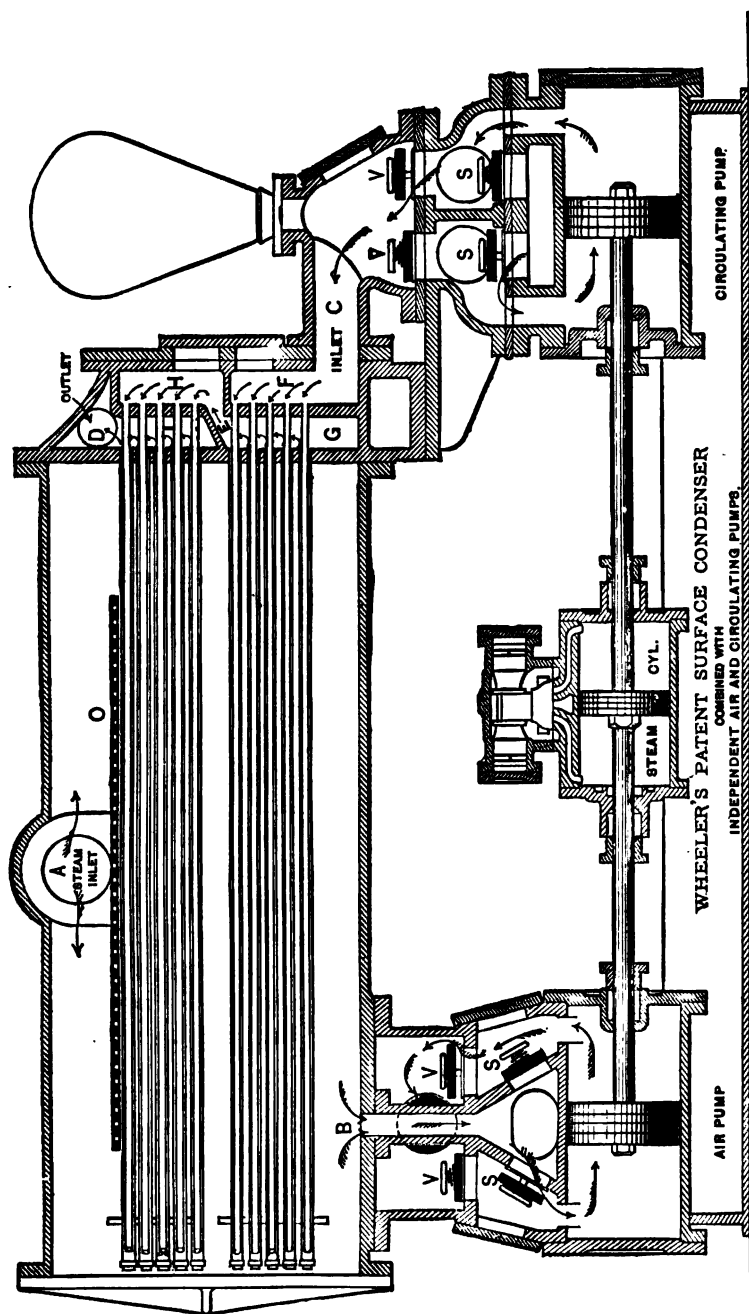 A
STEAM
INLET
OUTLET
D
O
H
I
E
F
G
INLET C
B
V
V
V
V
S
S
S
S
STEAM CYL.
WHEELER'S PATENT SURFACE CONDENSER
COMBINED WITH
INDEPENDENT AIR AND CIRCULATING PUMPS.
AIR PUMP
CIRCULATING PUMP.